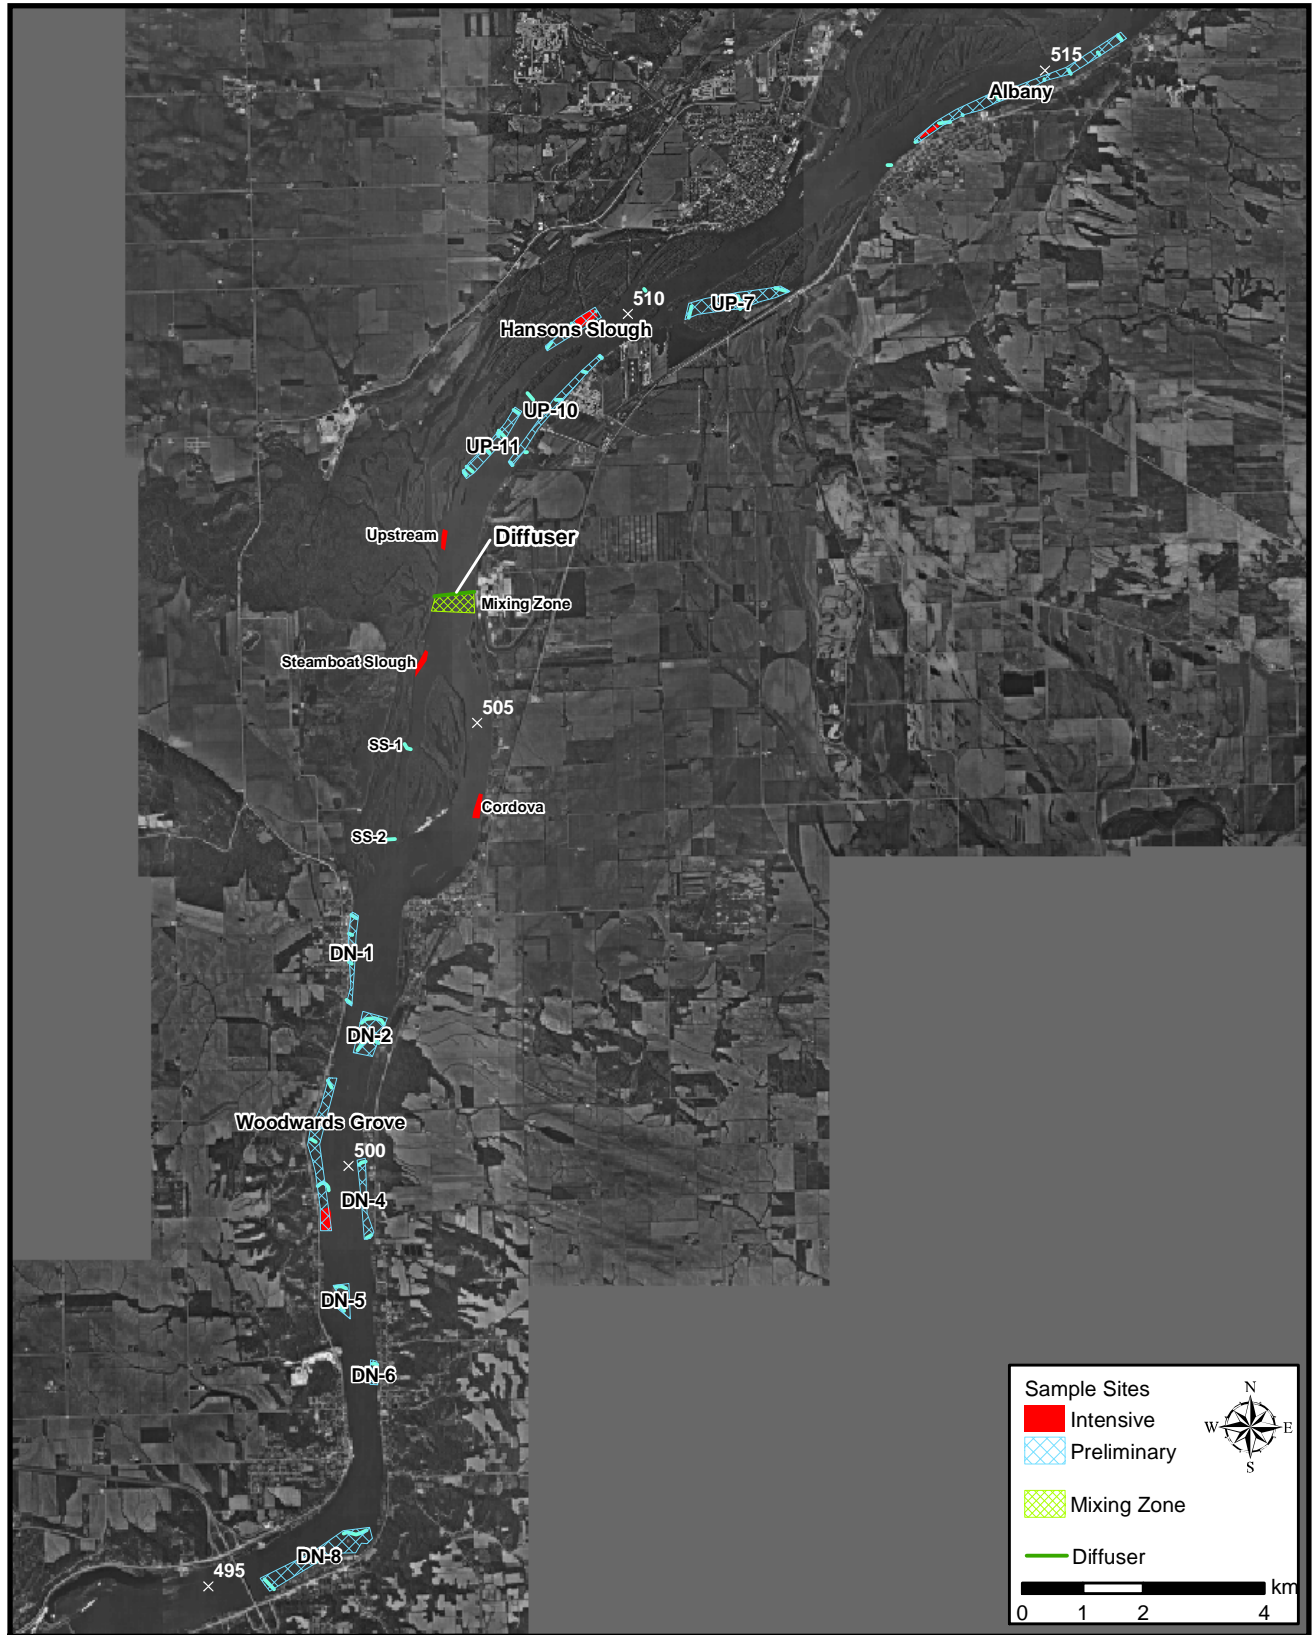 515
Albany
510
UP-7
Hansons Slough
UP-10
UP-11
Upstream
Diffuser
Mixing Zone
Steamboat Slough
505
SS-1
Cordova
SS-2
DN-1
DN-2
Woodwards Grove
500
DN-4
DN-5
DN-6
DN-8
495
Sample Sites
Intensive
Preliminary
Mixing Zone
Diffuser
N
W E
S
km
0 1 2 4